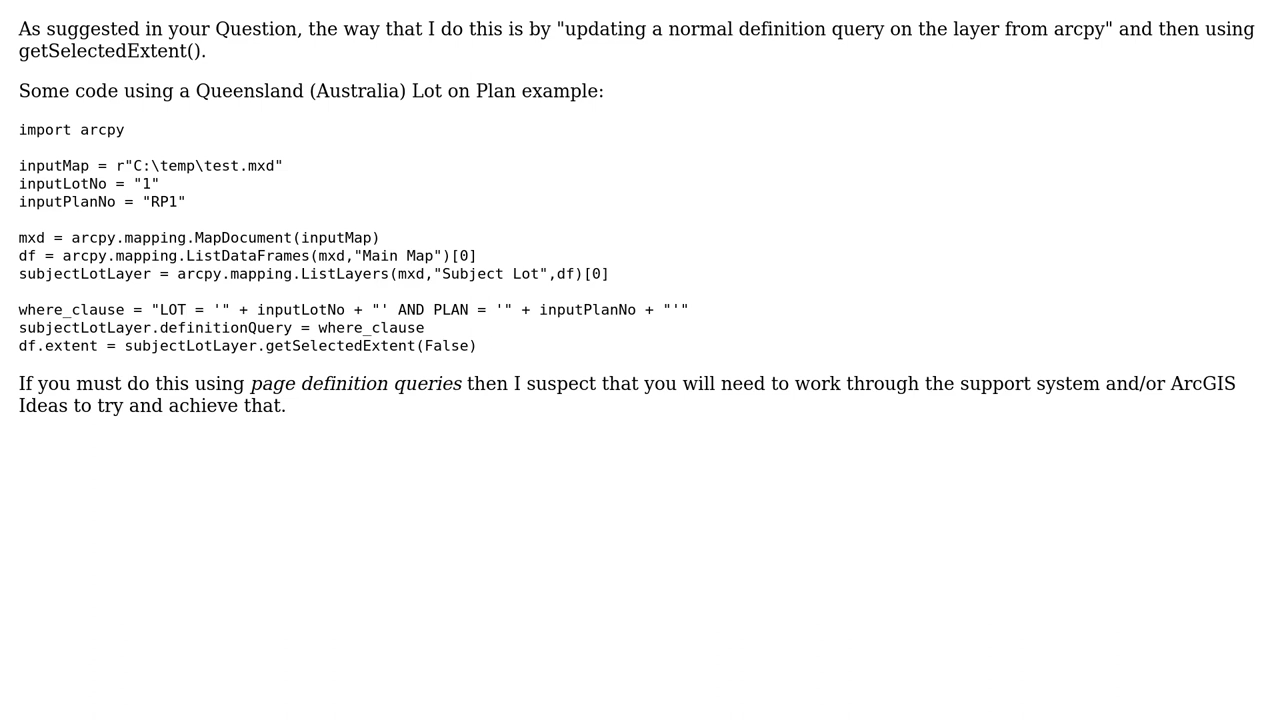 As suggested in your Question, the way that I do this is by "updating a normal definition query on the layer from arcpy" and then using
getSelectedExtent().
Some code using a Queensland (Australia) Lot on Plan example:
import arcpy
inputMap = r"C:\temp\test.mxd"
inputLotNo = "1"
inputPlanNo = "RP1"
mxd = arcpy.mapping.MapDocument(inputMap)
df = arcpy.mapping.ListDataFrames(mxd,"Main Map")[0]
subjectLotLayer = arcpy.mapping.ListLayers(mxd,"Subject Lot",df)[0]
where_clause = "LOT = '" + inputLotNo + "' AND PLAN = '" + inputPlanNo + "'"
subjectLotLayer.definitionQuery = where_clause
df.extent = subjectLotLayer.getSelectedExtent(False)
If you must do this using page definition queries then I suspect that you will need to work through the support system and/or ArcGIS
Ideas to try and achieve that.